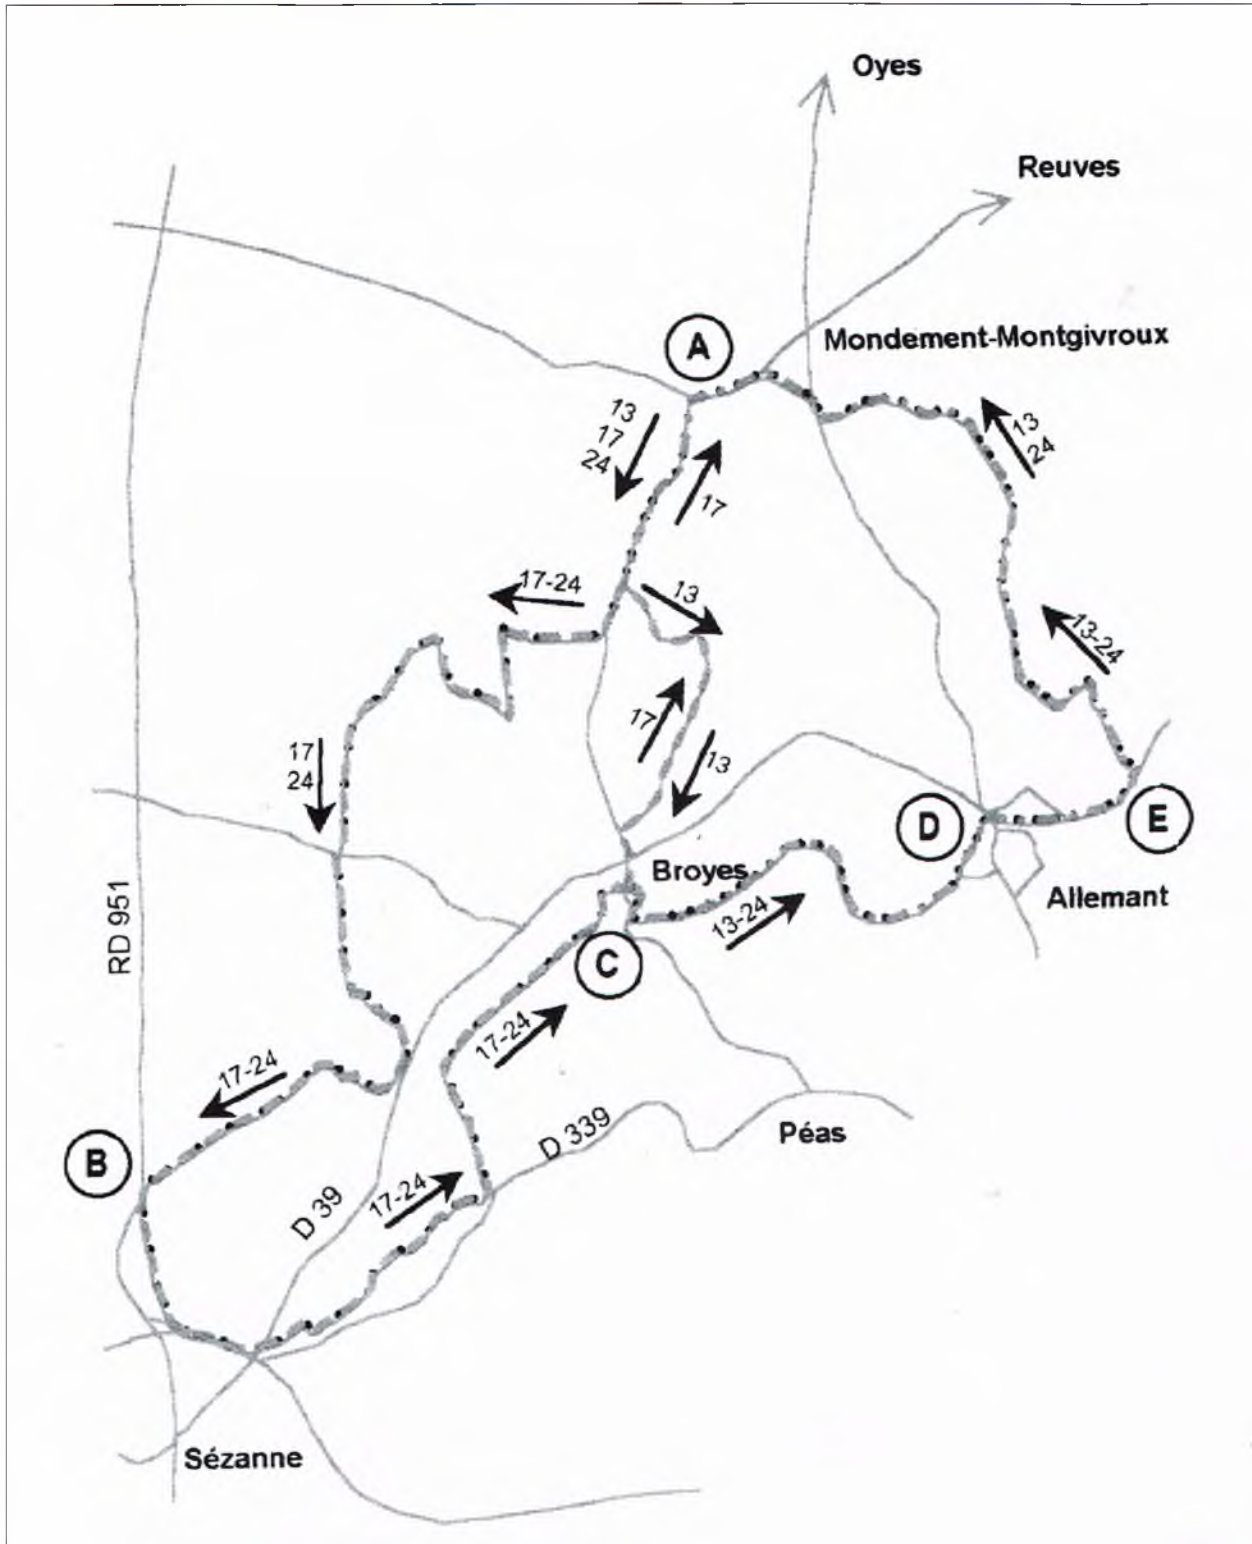 Oyes
Reuves
A
Mondement-Montgivroux
13
17
24
17
13
24
17-24
13
13-24
17
13
17
24
D
E
Broyes
Allemant
13-24
RD 951
C
17-24
17-24
B
D 339
Péas
D 39
17-24
Sézanne